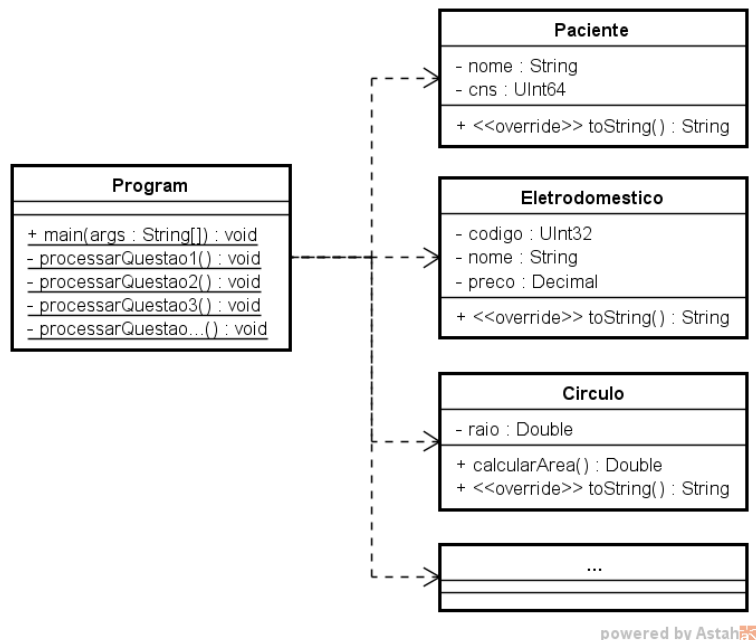 Paciente
- nome : String
- cns : UInt64
+ <<override>> toString() : String
Program
+ main(args : String[]) : void
- processarQuestao1() : void
- processarQuestao2() : void
- processarQuestao3() : void
- processarQuestao...() : void
Eletrodomestico
- codigo : UInt32
- nome : String
- preco : Decimal
+ <<override>> toString() : String
Circulo
- raio : Double
+ calcularArea() : Double
+ <<override>> toString() : String
...
powered by Astah